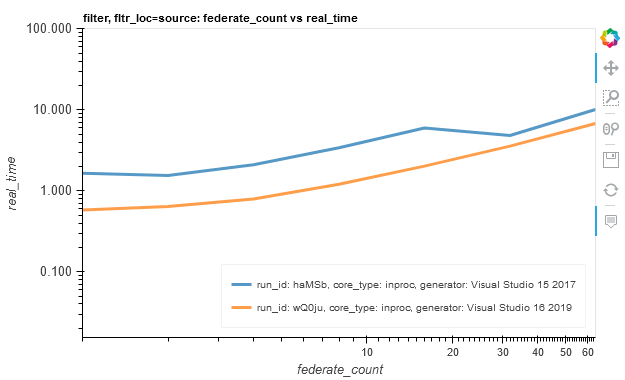 filter, fltr_loc=source: federate_count vs real_time
100.000
10.000
1.000
0.100
real_time
run_id: haMSb, core_type: inproc, generator: Visual Studio 15 2017
run_id: wQ0ju, core_type: inproc, generator: Visual Studio 16 2019
10 20 30 40 50 60
federate_count